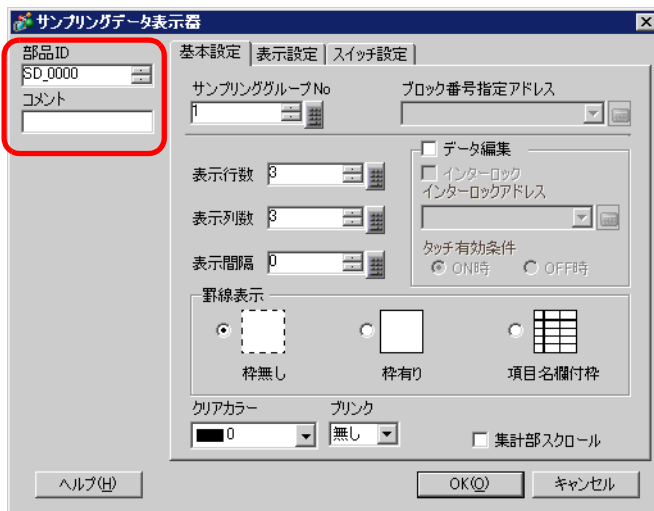 サンプリングデータ表示器
部品ID
SD_0000
コメント
基本設定 表示設定 スイッチ設定
サンプリンググループNo
1
ブロック番号指定アドレス
表示行数 3
表示列数 3
表示間隔 0
データ編集
インターロック
インターロックアドレス
タッチ有効条件
ON時 OFF時
罫線表示
枠無し 枠有り 項目名欄付枠
クリアカラー ブリンク
0 無し
集計部スクロール
ヘルプ(H) OK(O) キャンセル